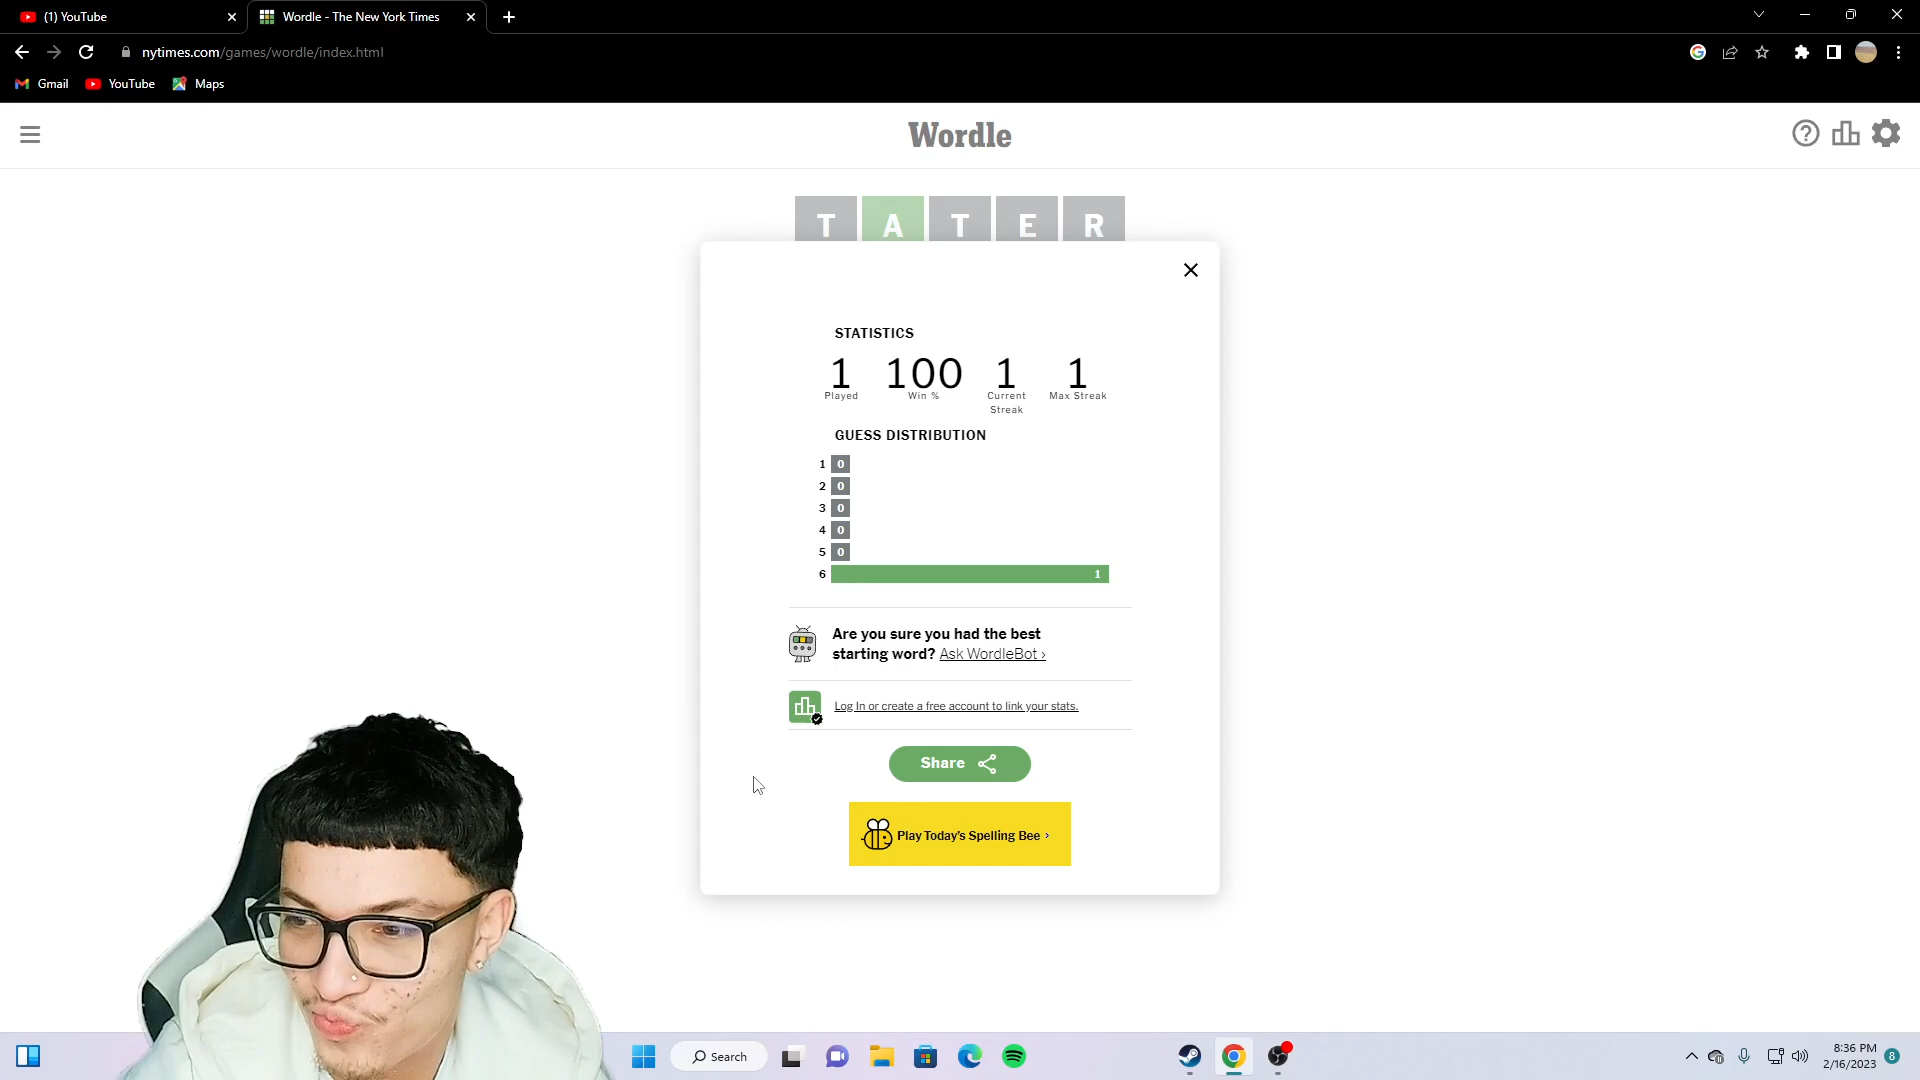 (1) YouTube
Wordle - The New York Times
nytimes.com/games/wordle/index.html
Gmail YouTube Maps
Wordle
T A T E R
STATISTICS
1 100 1 1
Played Win % Current Streak Max Streak
GUESS DISTRIBUTION
1 0
2 0
3 0
4 0
5 0
6 1
Are you sure you had the best
starting word? Ask WordleBot ›
Log In or create a free account to link your stats.
Share
Play Today's Spelling Bee ›
Search
8:36 PM
2/16/2023
8